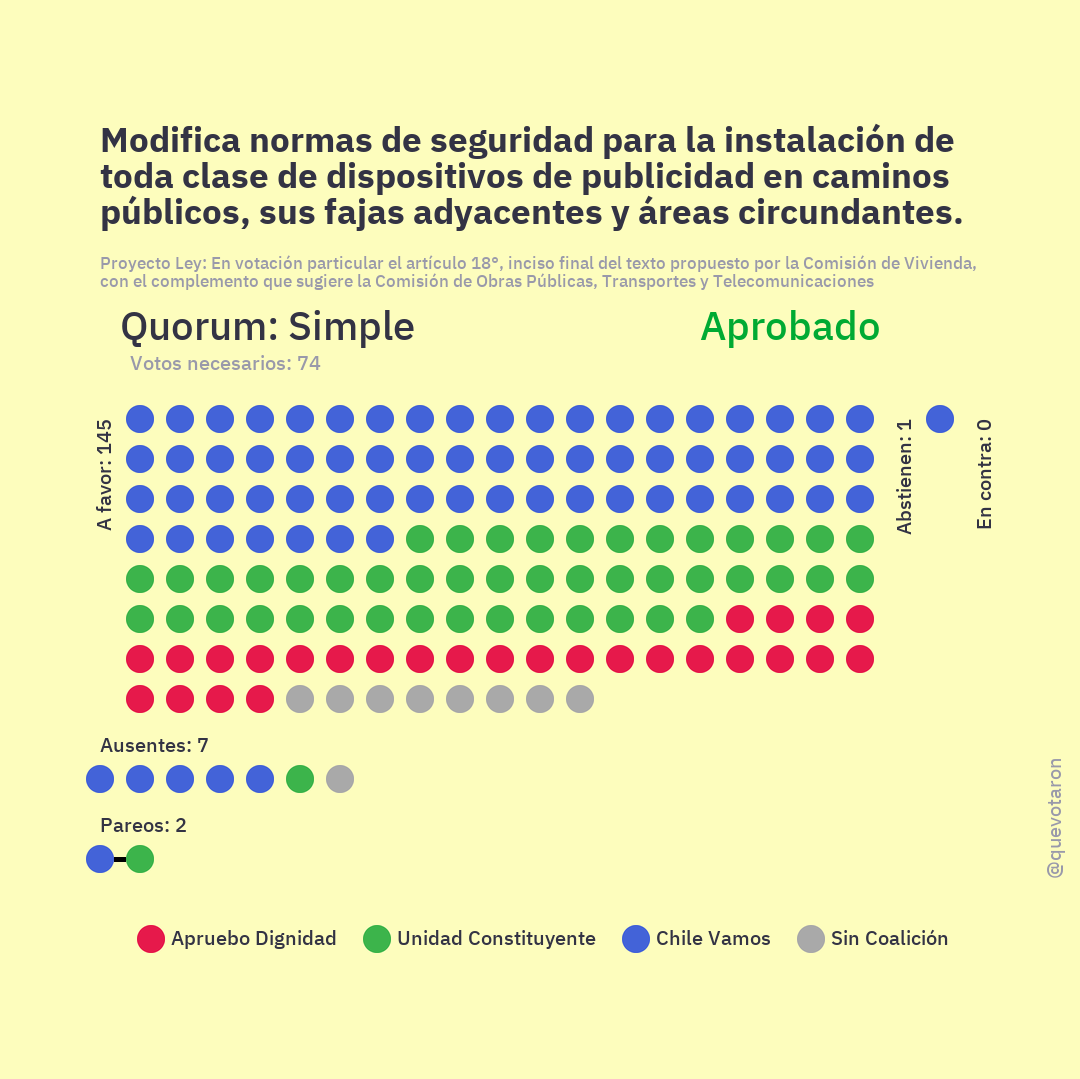 Modifica normas de seguridad para la instalación de
toda clase de dispositivos de publicidad en caminos
públicos, sus fajas adyacentes y áreas circundantes.
Proyecto Ley: En votación particular el artículo 18°, inciso final del texto propuesto por la Comisión de Vivienda,
con el complemento que sugiere la Comisión de Obras Públicas, Transportes y Telecomunicaciones
Quorum: Simple
Aprobado
Votos necesarios: 74
A favor: 145
Abstienen: 1
En contra: 0
Ausentes: 7
Pareos: 2
@quevotaron
Apruebo Dignidad
Unidad Constituyente
Chile Vamos
Sin Coalición